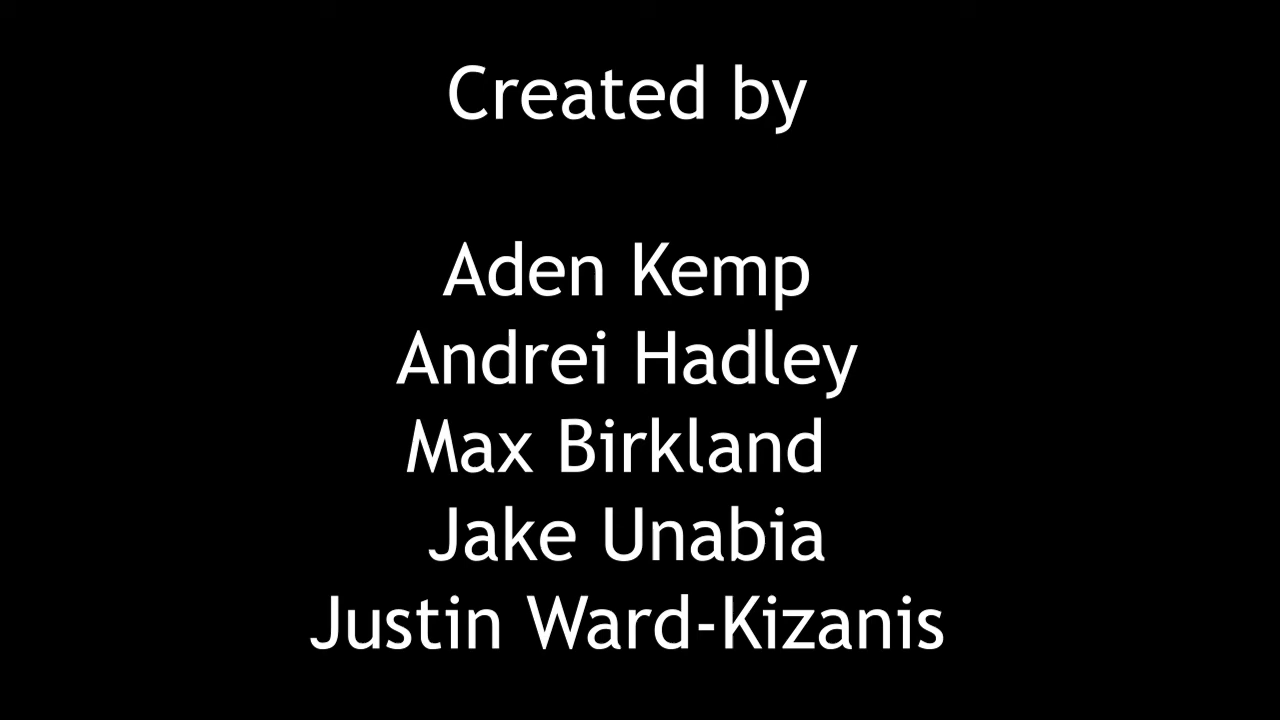 Created by
Aden Kemp
Andrei Hadley
Max Birkland
Jake Unabia
Justin Ward-Kizanis